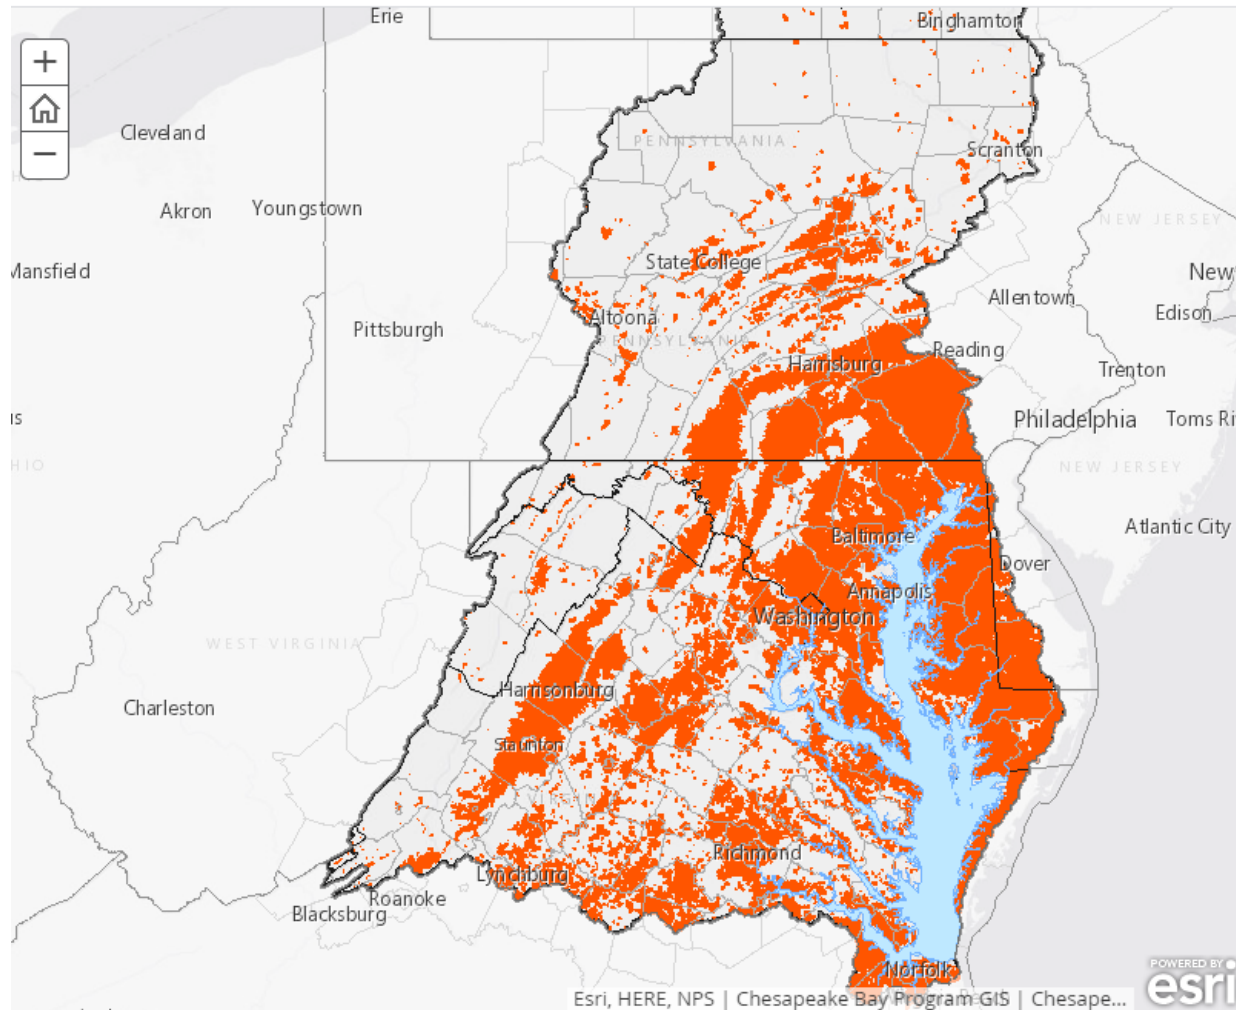 Erie
Binghamton
+
−
Cleveland
PENNSYLVANIA
Scranton
Akron
Youngstown
NEW JERSEY
State College
Mansfield
New
Allentown
Edison
Altoona
Pittsburgh
PENNSYLVANIA
Reading
Harrisburg
Trenton
Philadelphia
Toms Ri
NEW JERSEY
Baltimore
Atlantic City
Dover
Annapolis
Washington
WEST VIRGINIA
Harrisonburg
Charleston
Staunton
VIRGINIA
Richmond
Lynchburg
Roanoke
Blacksburg
Norfolk
POWERED BY
esri
Esri, HERE, NPS | Chesapeake Bay Program GIS | Chesape...